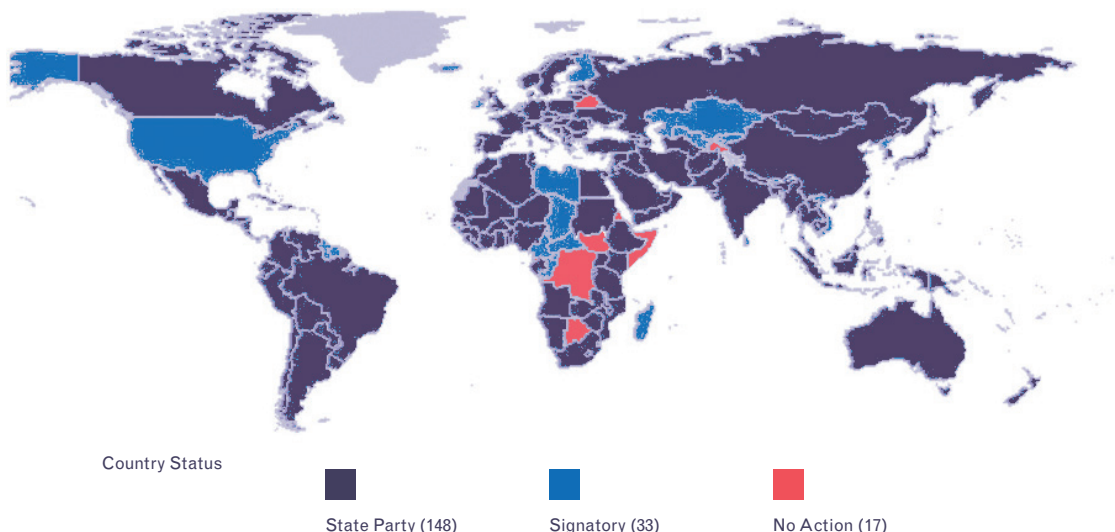 Country Status
State Party (148)
Signatory (33)
No Action (17)